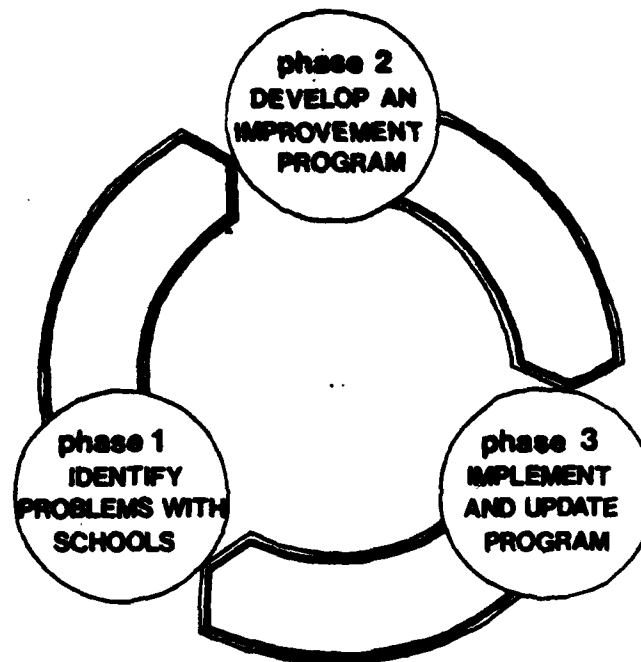 phase 2
DEVELOP AN
IMPROVEMENT
PROGRAM
phase 1
IDENTIFY
PROBLEMS WITH
SCHOOLS
phase 3
IMPLEMENT
AND UPDATE
PROGRAM